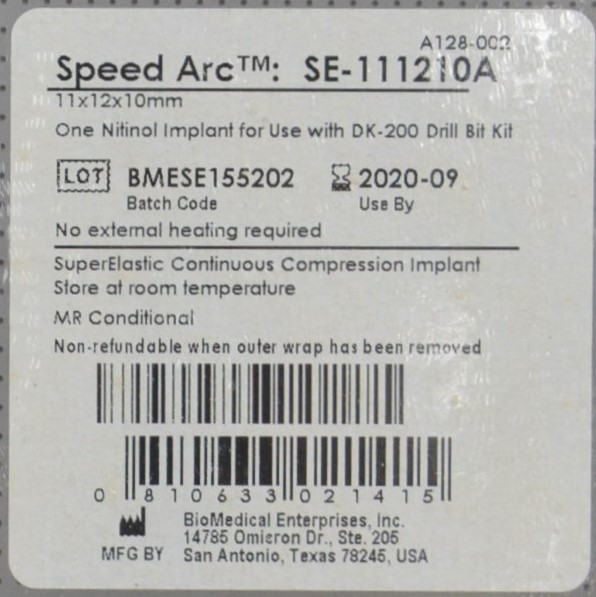 A128-002
Speed Arc™: SE-111210A
11x12x10mm
One Nitinol Implant for Use with DK-200 Drill Bit Kit
LOT BMESE155202 2020-09
Batch Code Use By
No external heating required
SuperElastic Continuous Compression Implant
Store at room temperature
MR Conditional
Non-refundable when outer wrap has been removed
0 810633 021415
BioMedical Enterprises, Inc.
14785 Omicron Dr., Ste. 205
MFG BY San Antonio, Texas 78245, USA